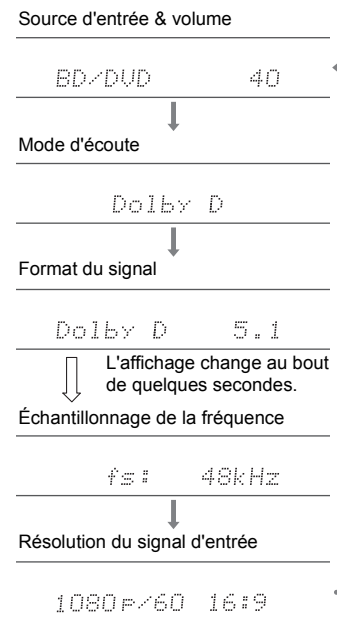 Source d'entrée & volume
BD/DVD 40
Mode d'écoute
Dolby D
Format du signal
Dolby D 5.1
L'affichage change au bout
de quelques secondes.
Échantillonnage de la fréquence
fs: 48kHz
Résolution du signal d'entrée
1080p/60 16:9